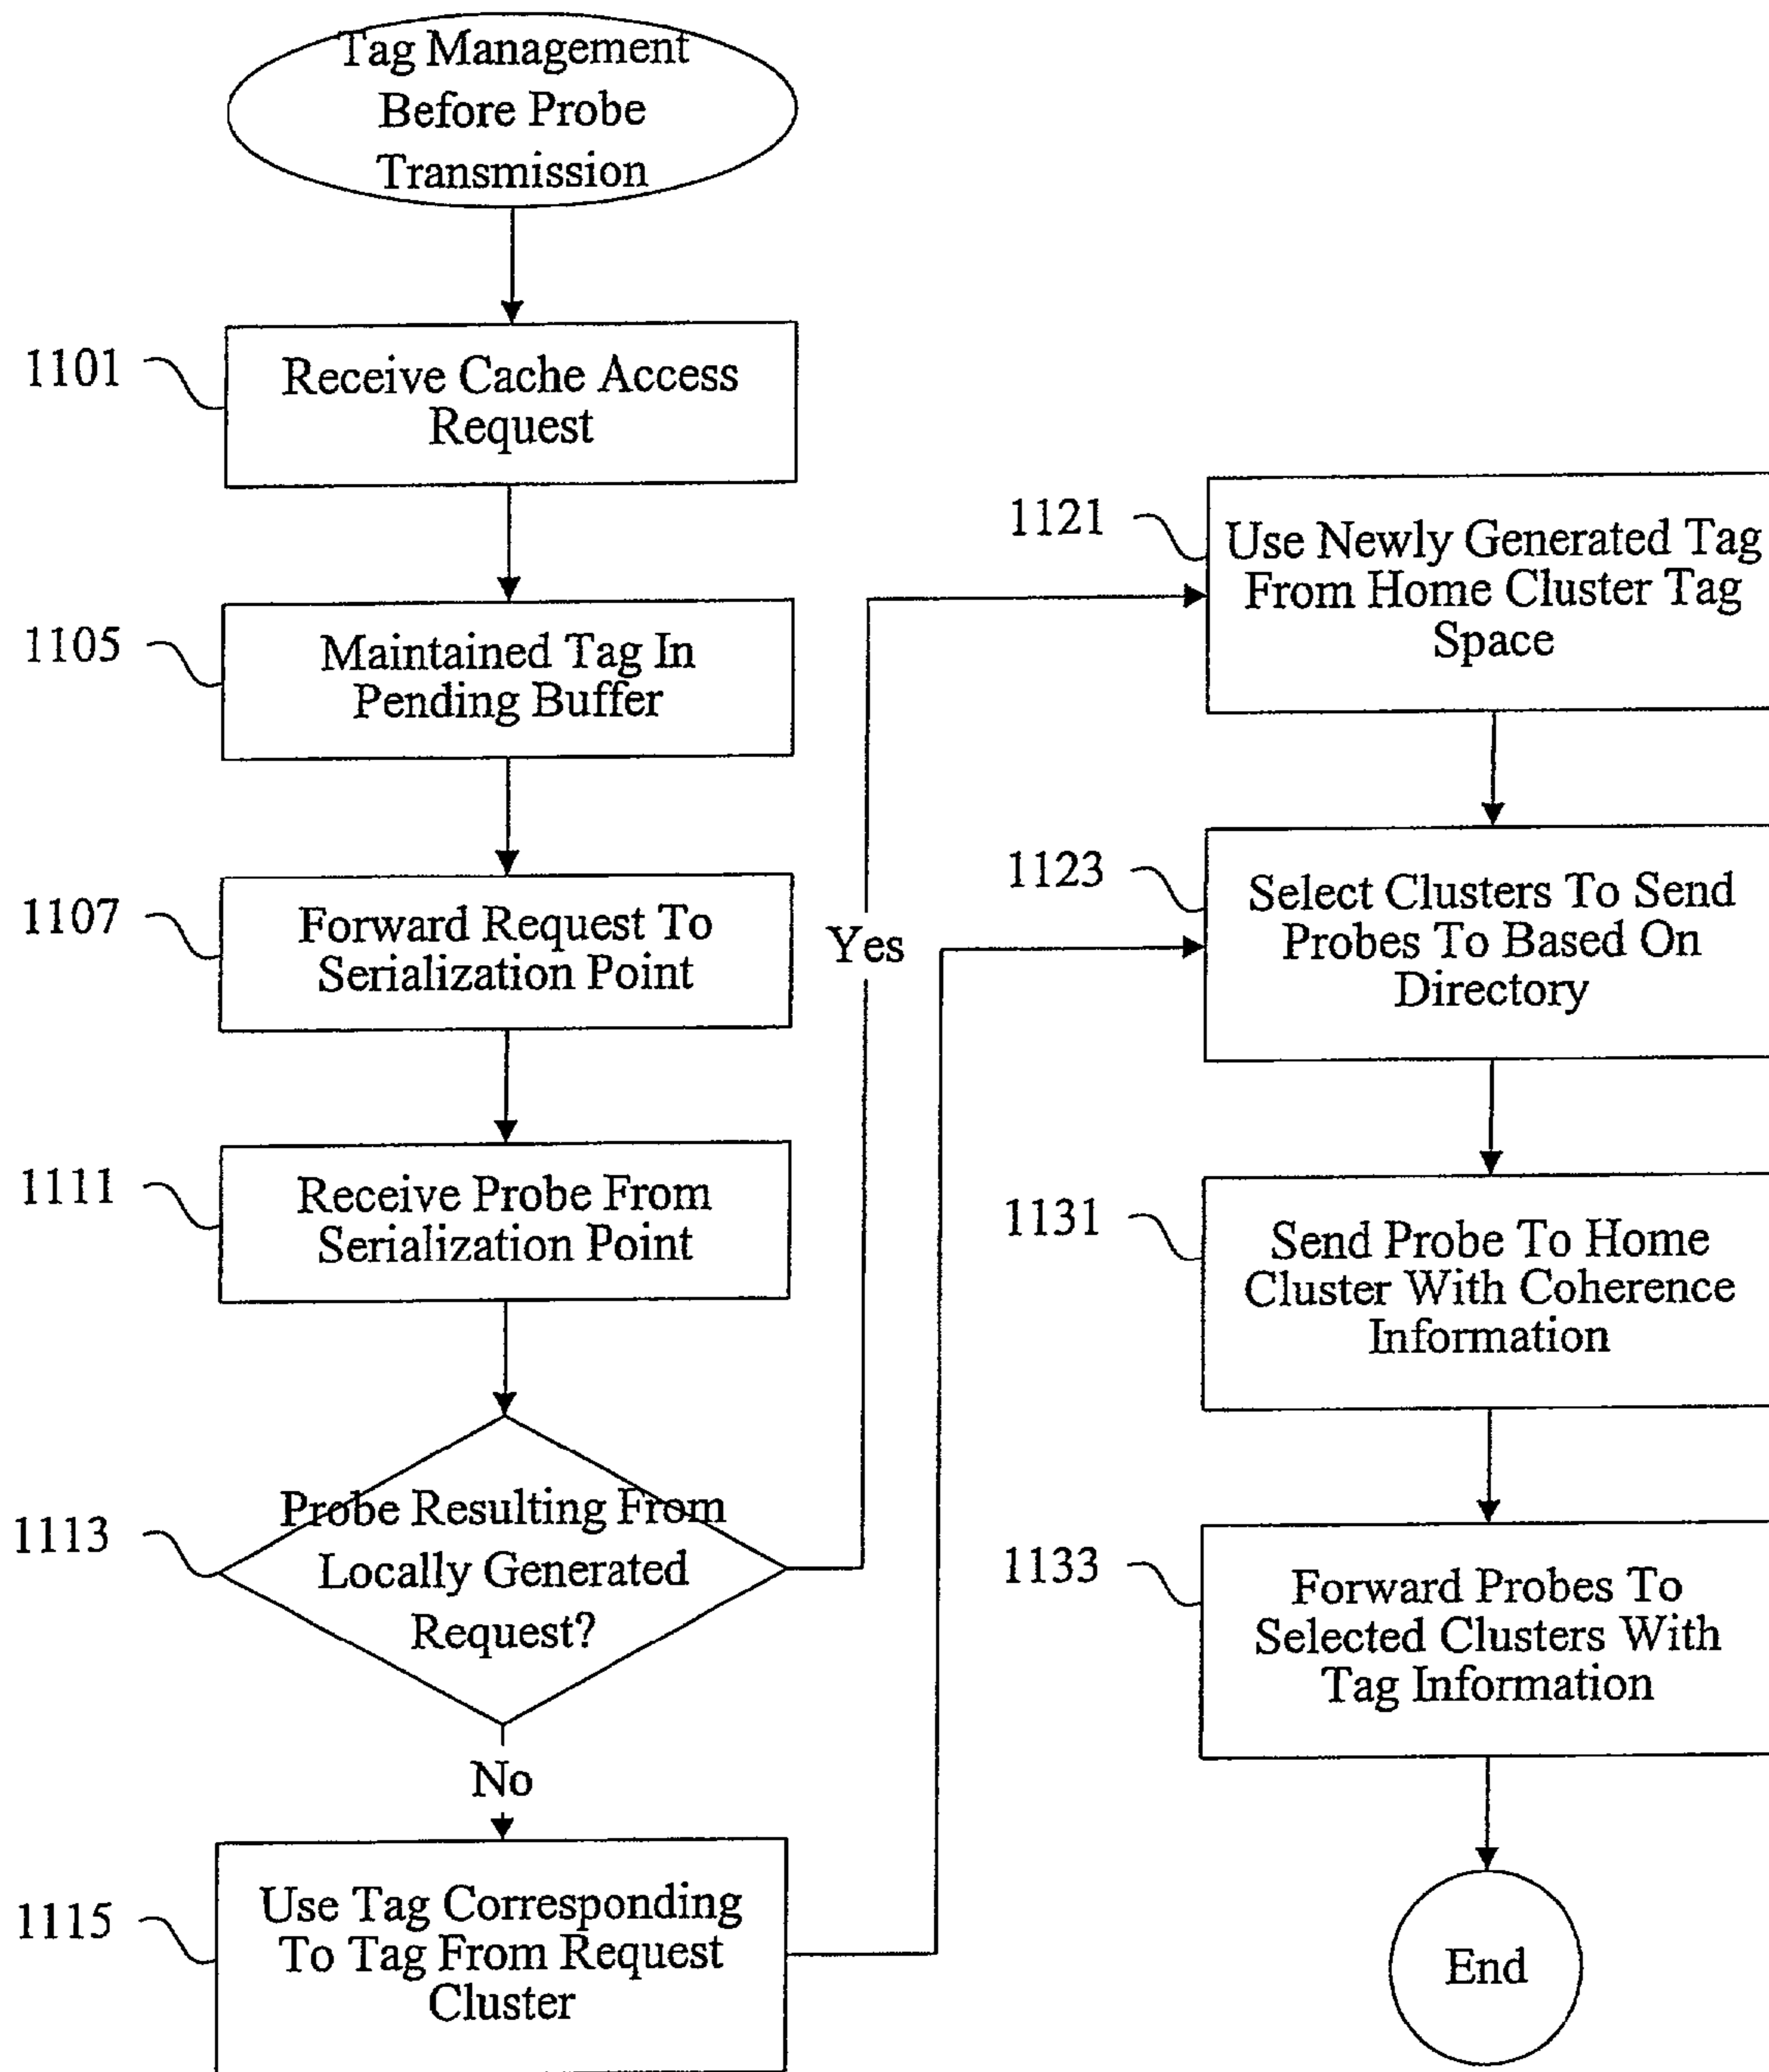 Tag Management
Before Probe
Transmission
1101
Receive Cache Access
Request
1105
Maintained Tag In
Pending Buffer
1107
Forward Request To
Serialization Point
1111
Receive Probe From
Serialization Point
1113
Probe Resulting From
Locally Generated
Request?
Yes
No
1115
Use Tag Corresponding
To Tag From Request
Cluster
1121
Use Newly Generated Tag
From Home Cluster Tag
Space
1123
Select Clusters To Send
Probes To Based On
Directory
1131
Send Probe To Home
Cluster With Coherence
Information
1133
Forward Probes To
Selected Clusters With
Tag Information
End